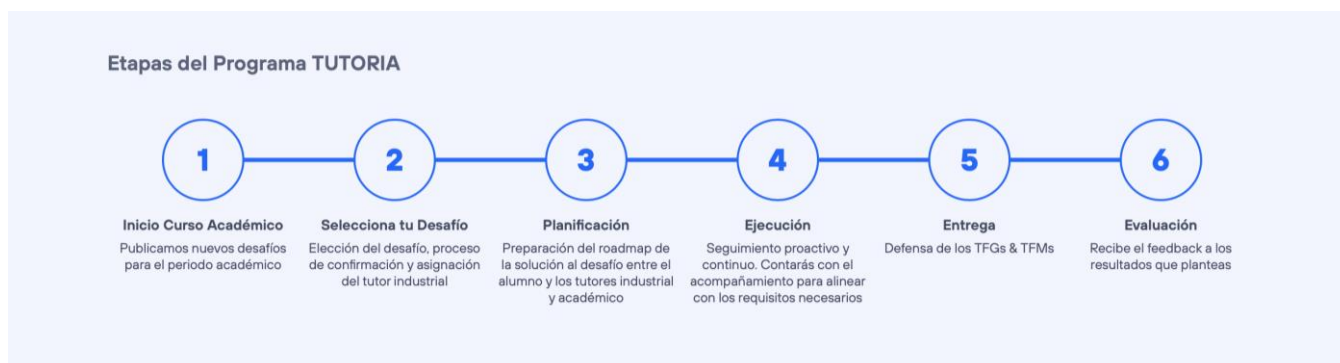 Etapas del Programa TUTORIA
1
Inicio Curso Académico
Publicamos nuevos desafíos
para el periodo académico
2
Selecciona tu Desafío
Elección del desafío, proceso
de confirmación y asignación
del tutor industrial
3
Planificación
Preparación del roadmap de
la solución al desafío entre el
alumno y los tutores industrial
y académico
4
Ejecución
Seguimiento proactivo y
continuo. Contarás con el
acompañamiento para alinear
con los requisitos necesarios
5
Entrega
Defensa de los TFGs & TFMs
6
Evaluación
Recibe el feedback a los
resultados que planteas